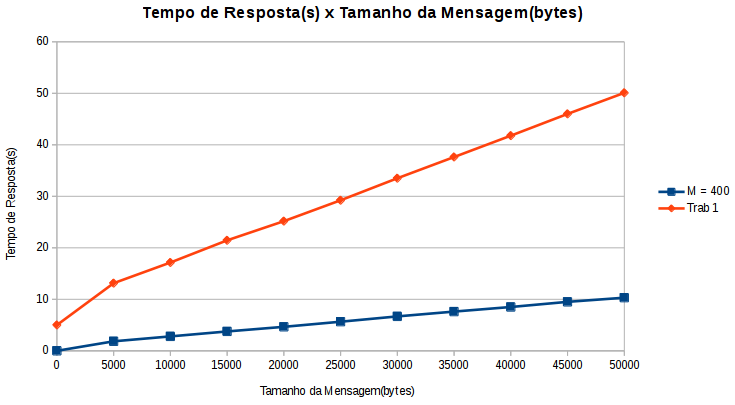 Tempo de Resposta(s) x Tamanho da Mensagem(bytes)
60
50
40
30
20
10
0
Tempo de Resposta(s)
M = 400
Trab 1
0 5000 10000 15000 20000 25000 30000 35000 40000 45000 50000
Tamanho da Mensagem(bytes)